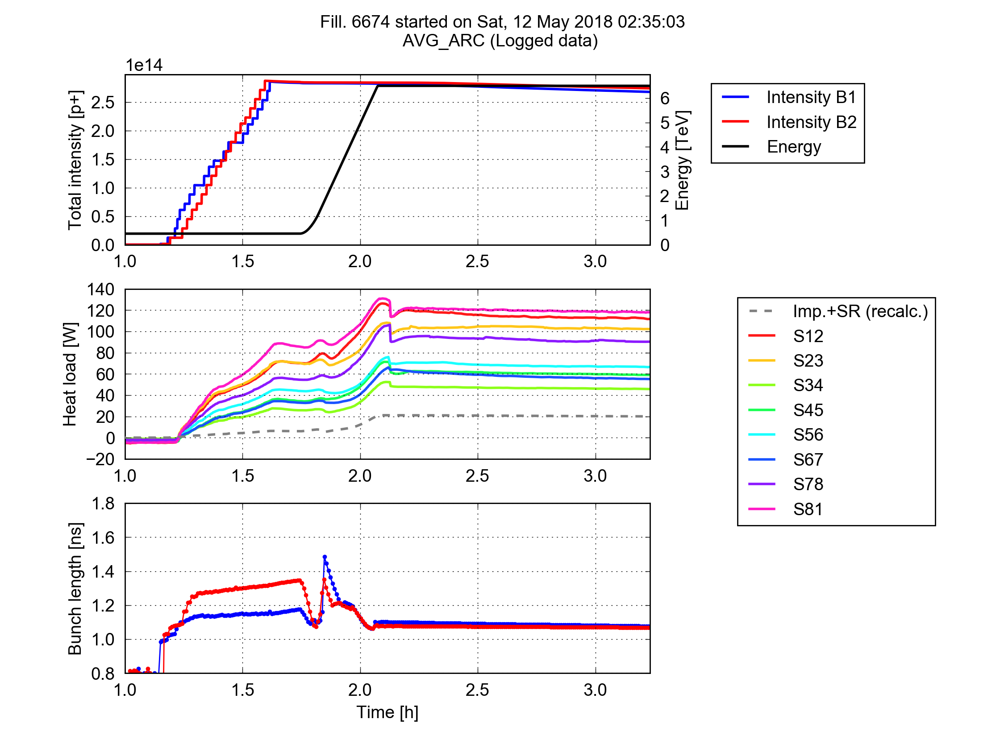 Fill. 6674 started on Sat, 12 May 2018 02:35:03
AVG_ARC (Logged data)
1e14
Total intensity [p+]
2.5
2.0
1.5
1.0
0.5
0.0
1.0 1.5 2.0 2.5 3.0
6
5
4
3
2
1
0
Energy [TeV]
Intensity B1
Intensity B2
Energy
Heat load [W]
140
120
100
80
60
40
20
0
−20
1.0 1.5 2.0 2.5 3.0
Imp.+SR (recalc.)
S12
S23
S34
S45
S56
S67
S78
S81
Bunch length [ns]
1.8
1.6
1.4
1.2
1.0
0.8
1.0 1.5 2.0 2.5 3.0
Time [h]